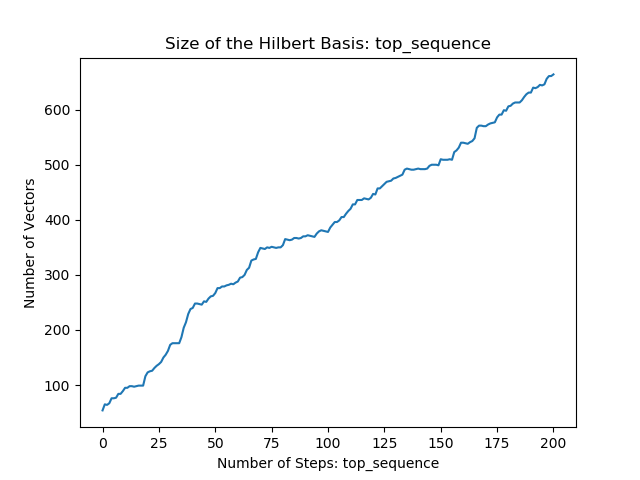 Size of the Hilbert Basis: top_sequence
600
500
400
300
200
100
Number of Vectors
0 25 50 75 100 125 150 175 200
Number of Steps: top_sequence